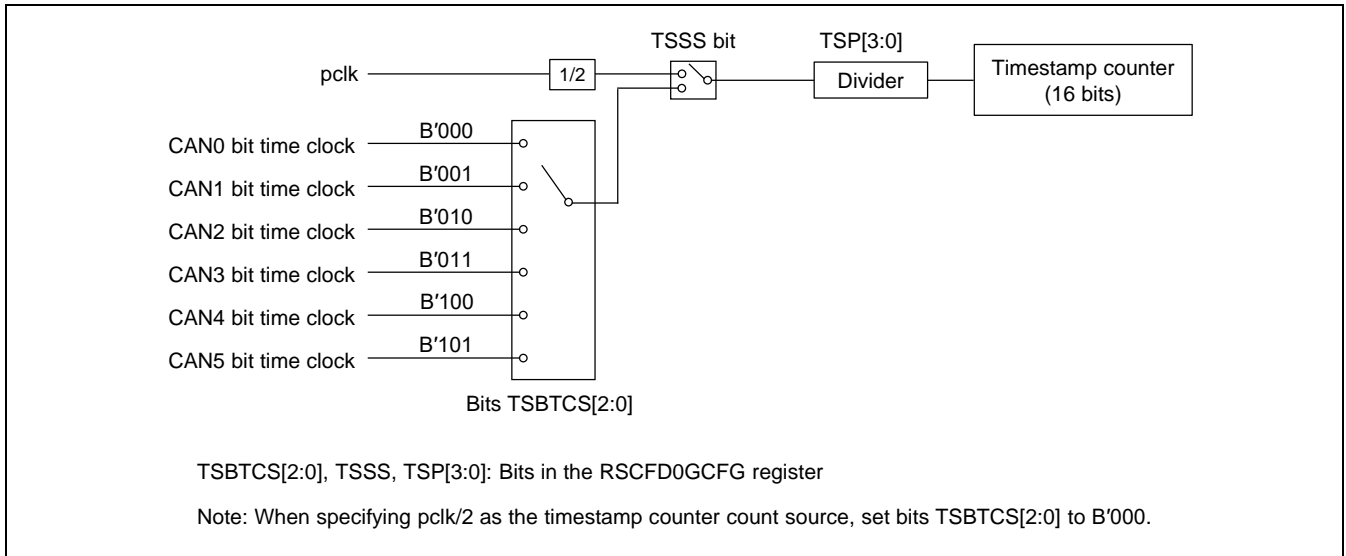 TSSS bit
TSP[3:0]
pclk
1/2
Divider
Timestamp counter
(16 bits)
CAN0 bit time clock
B′000
CAN1 bit time clock
B′001
CAN2 bit time clock
B′010
CAN3 bit time clock
B′011
CAN4 bit time clock
B′100
CAN5 bit time clock
B′101
Bits TSBTCS[2:0]
TSBTCS[2:0], TSSS, TSP[3:0]: Bits in the RSCFD0GCFG register
Note: When specifying pclk/2 as the timestamp counter count source, set bits TSBTCS[2:0] to B′000.